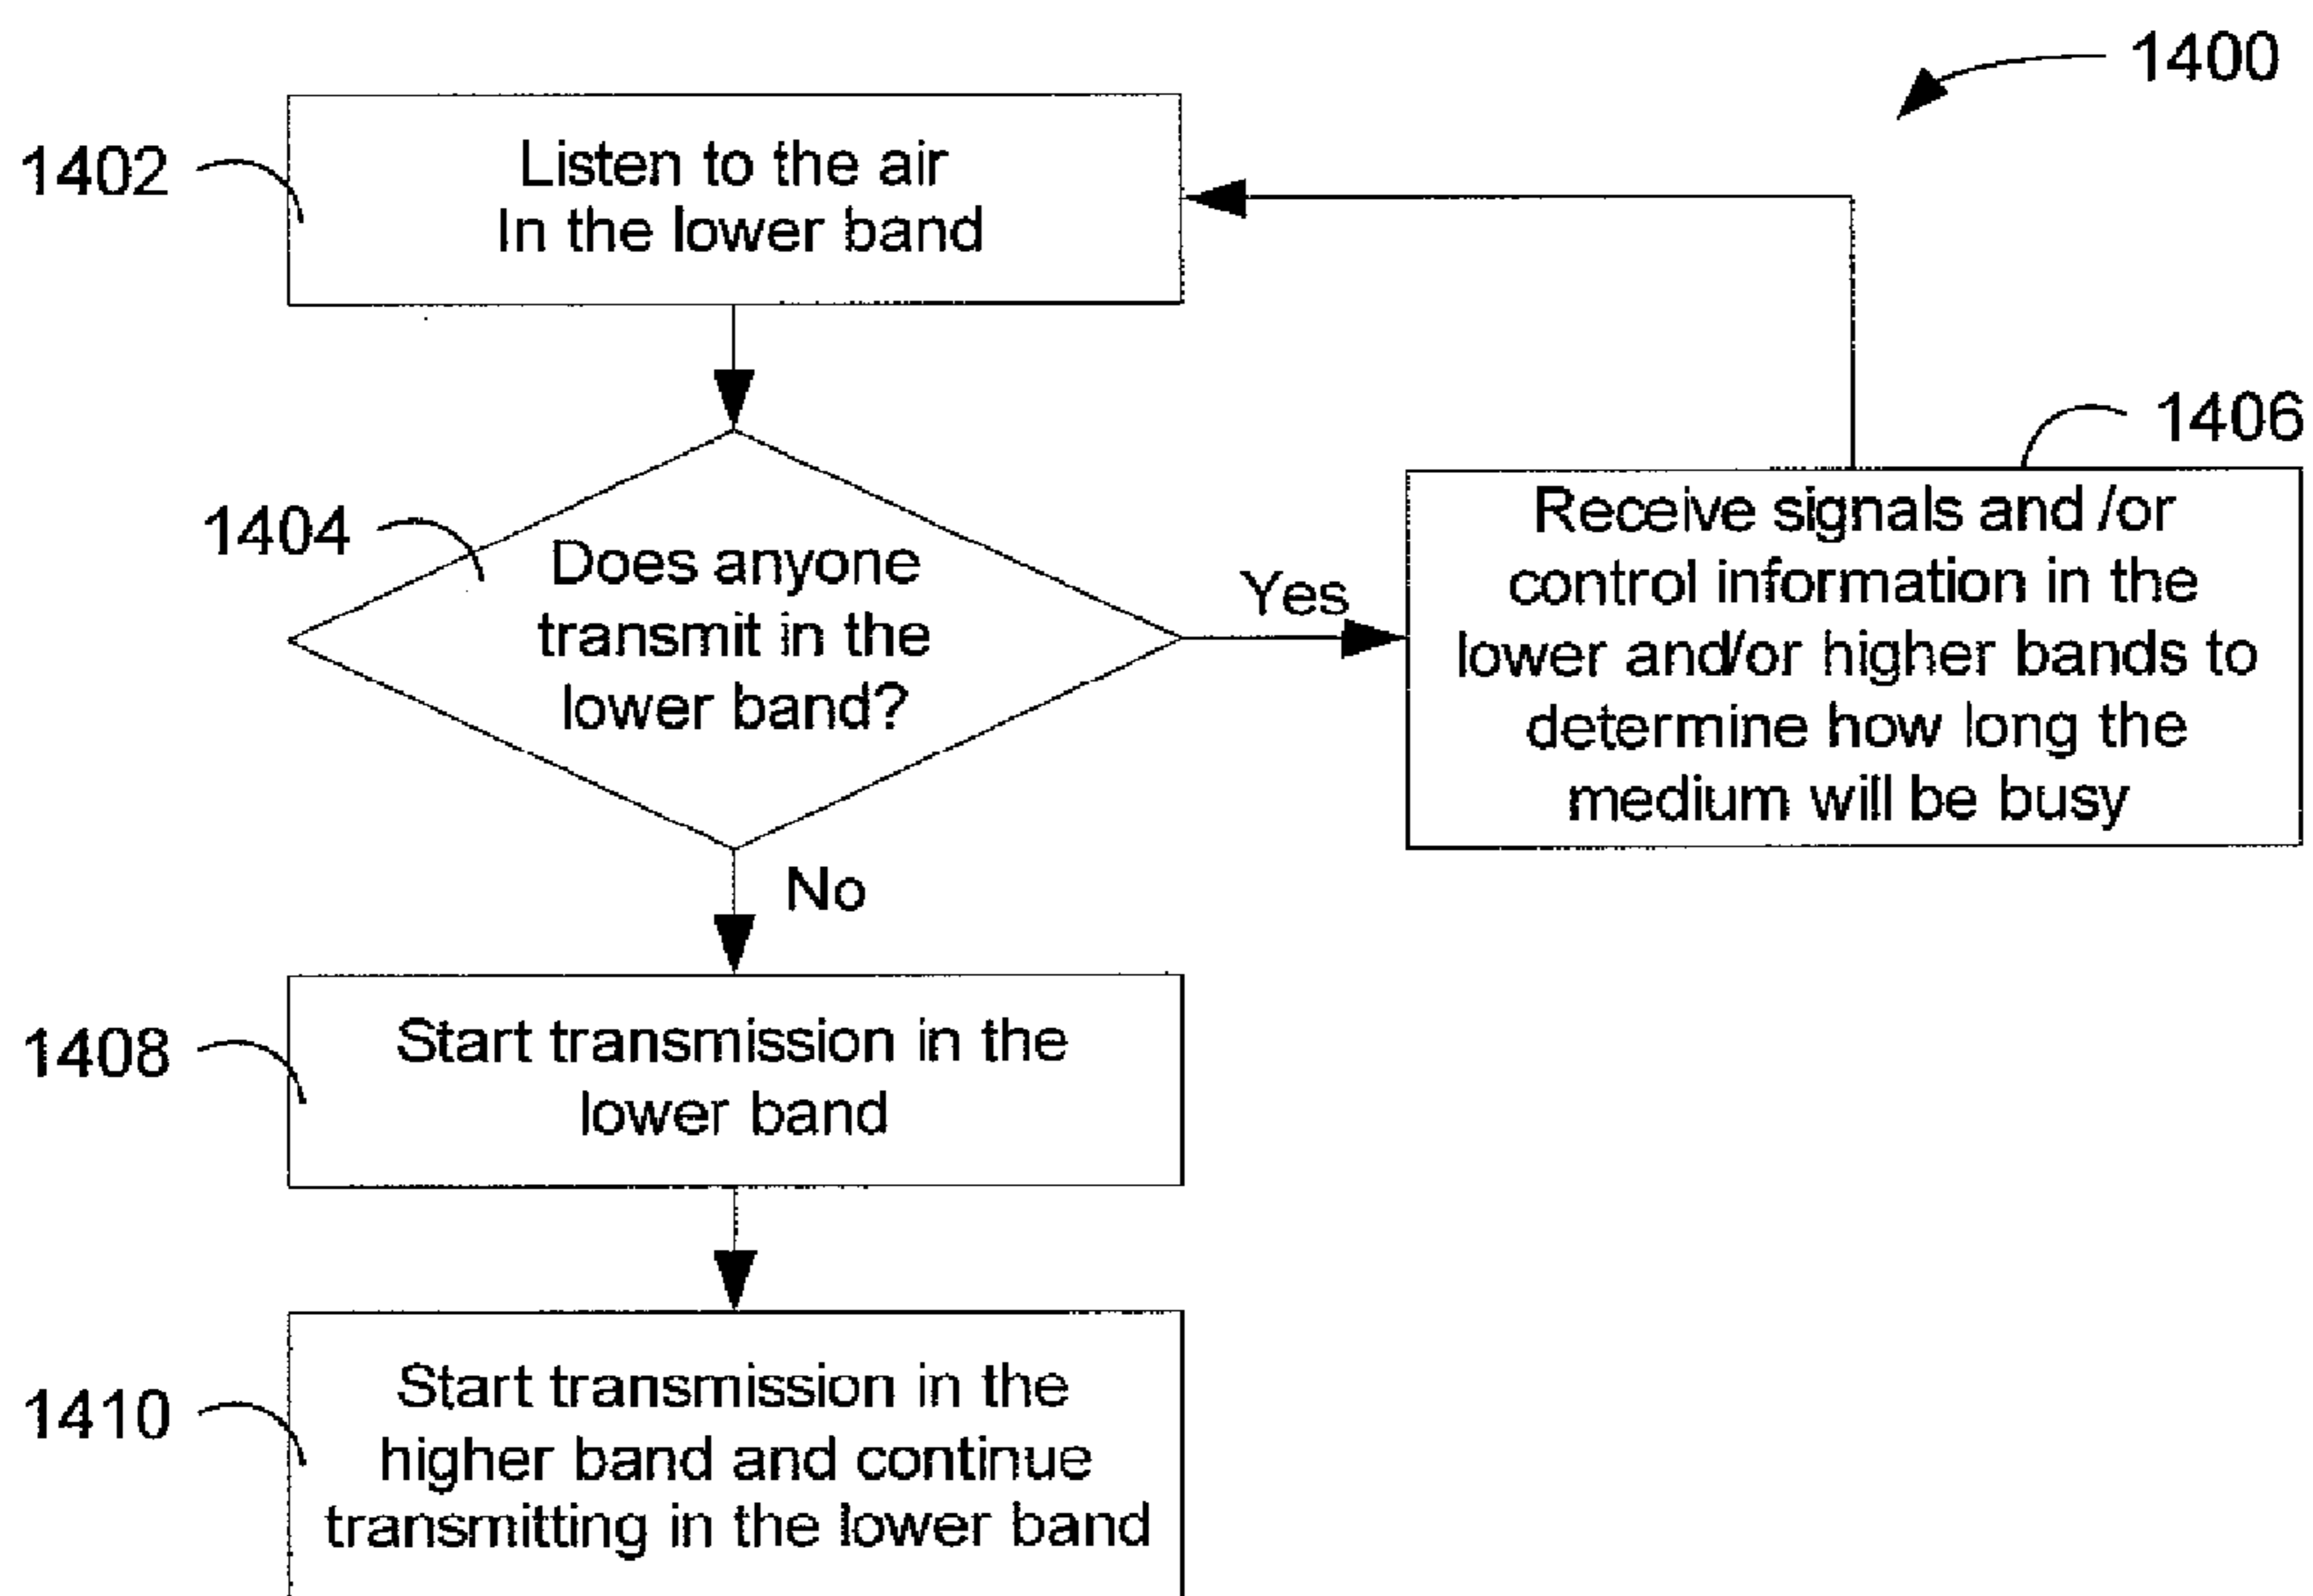 1400
1402
Listen to the air
In the lower band
1404
Does anyone
transmit in the
lower band?
Yes
1406
Receive signals and /or
control information in the
lower and/or higher bands to
determine how long the
medium will be busy
No
1408
Start transmission in the
lower band
1410
Start transmission in the
higher band and continue
transmitting in the lower band